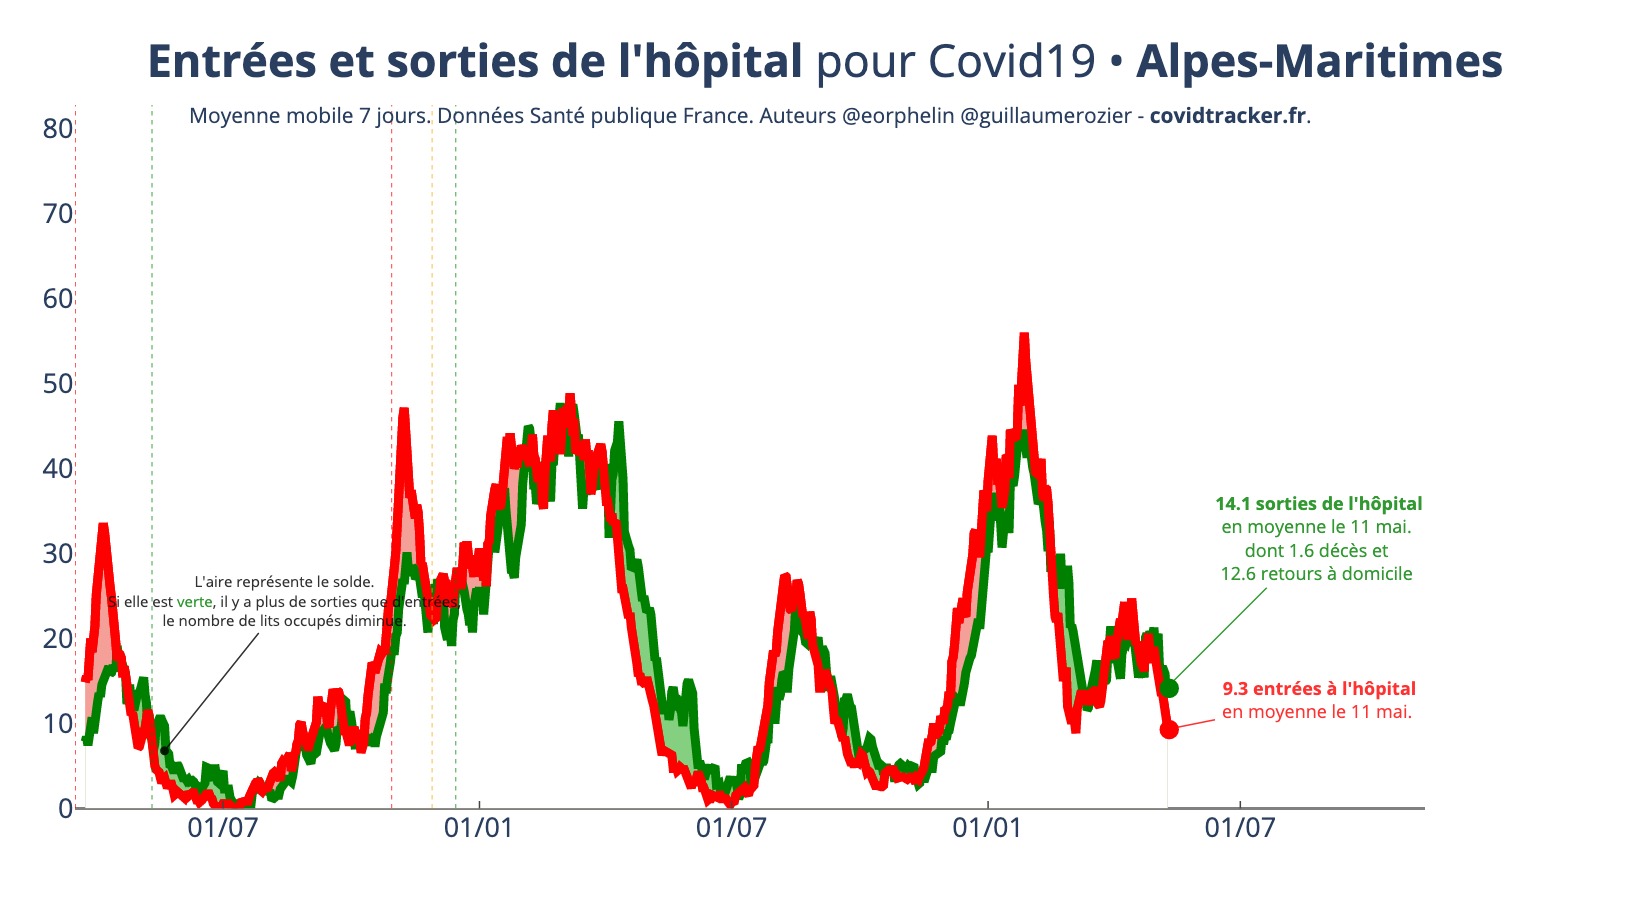 Entrées et sorties de l'hôpital pour Covid19 • Alpes-Maritimes
Moyenne mobile 7 jours. Données Santé publique France. Auteurs @eorphelin @guillaumerozier - covidtracker.fr.
80
70
60
50
40
30
20
10
0
L'aire représente le solde.
Si elle est verte, il y a plus de sorties que d'entrées,
le nombre de lits occupés diminue.
14.1 sorties de l'hôpital
en moyenne le 11 mai.
dont 1.6 décès et
12.6 retours à domicile
9.3 entrées à l'hôpital
en moyenne le 11 mai.
01/07
01/01
01/07
01/01
01/07